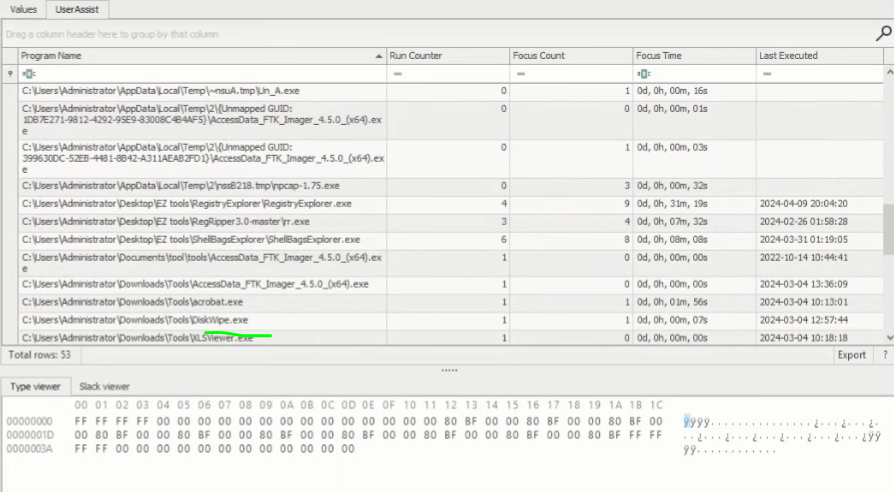 Values UserAssist
Drag a column header here to group by that column
Program Name Run Counter Focus Count Focus Time Last Executed
= = =
C:\Users\Administrator\AppData\Local\Temp\~nsuA.tmp\Un_A.exe 0 1 0d, 0h, 00m, 16s
C:\Users\Administrator\AppData\Local\Temp\2\{Unmapped GUID: 0 0 0d, 0h, 00m, 01s
1DB7E271-9812-4292-95E9-83008C4B4AF5}\AccessData_FTK_Imager_4.5.0_(x64).ex
e
C:\Users\Administrator\AppData\Local\Temp\2\{Unmapped GUID: 0 1 0d, 0h, 00m, 03s
399630DC-52EB-4481-8B42-A311AEAB2FD1}\AccessData_FTK_Imager_4.5.0_(x64).ex
e
C:\Users\Administrator\AppData\Local\Temp\2\nssB218.tmp\npcap-1.75.exe 0 3 0d, 0h, 00m, 32s
C:\Users\Administrator\Desktop\EZ tools\RegistryExplorer\RegistryExplorer.exe 4 9 0d, 0h, 31m, 19s 2024-04-09 20:04:20
C:\Users\Administrator\Desktop\EZ tools\RegRipper3.0-master\rr.exe 3 4 0d, 0h, 07m, 32s 2024-02-26 01:58:28
C:\Users\Administrator\Desktop\EZ tools\ShellBagsExplorer\ShellBagsExplorer.exe 6 8 0d, 0h, 08m, 08s 2024-03-31 01:19:05
C:\Users\Administrator\Documents\tool\tools\AccessData_FTK_Imager_4.5.0_(x64).ex 1 0 0d, 0h, 00m, 00s 2022-10-14 10:44:41
e
C:\Users\Administrator\Downloads\Tools\AccessData_FTK_Imager_4.5.0_(x64).exe 1 0 0d, 0h, 00m, 00s 2024-03-04 13:36:09
C:\Users\Administrator\Downloads\Tools\acrobat.exe 1 1 0d, 0h, 01m, 56s 2024-03-04 10:13:01
C:\Users\Administrator\Downloads\Tools\DiskWipe.exe 1 1 0d, 0h, 00m, 07s 2024-03-04 12:57:44
C:\Users\Administrator\Downloads\Tools\XLSViewer.exe 1 0 0d, 0h, 00m, 00s 2024-03-04 10:18:18
Total rows: 53 Export ?
Type viewer Slack viewer
00 01 02 03 04 05 06 07 08 09 0A 0B 0C 0D 0E 0F 10 11 12 13 14 15 16 17 18 19 1A 1B 1C
00000000 FF FF FF FF 00 00 00 00 00 00 00 00 00 00 00 00 00 00 80 BF 00 00 80 BF 00 00 80 BF 00 ÿÿÿÿ..............¿...¿...¿.
0000001D 00 80 BF 00 00 80 BF 00 00 80 BF 00 00 80 BF 00 00 80 BF 00 00 80 BF 00 00 80 BF FF FF ..¿...¿...¿...¿...¿...¿...¿ÿÿ
0000003A FF FF 00 00 00 00 00 00 00 00 00 00 00 00 ÿÿ............